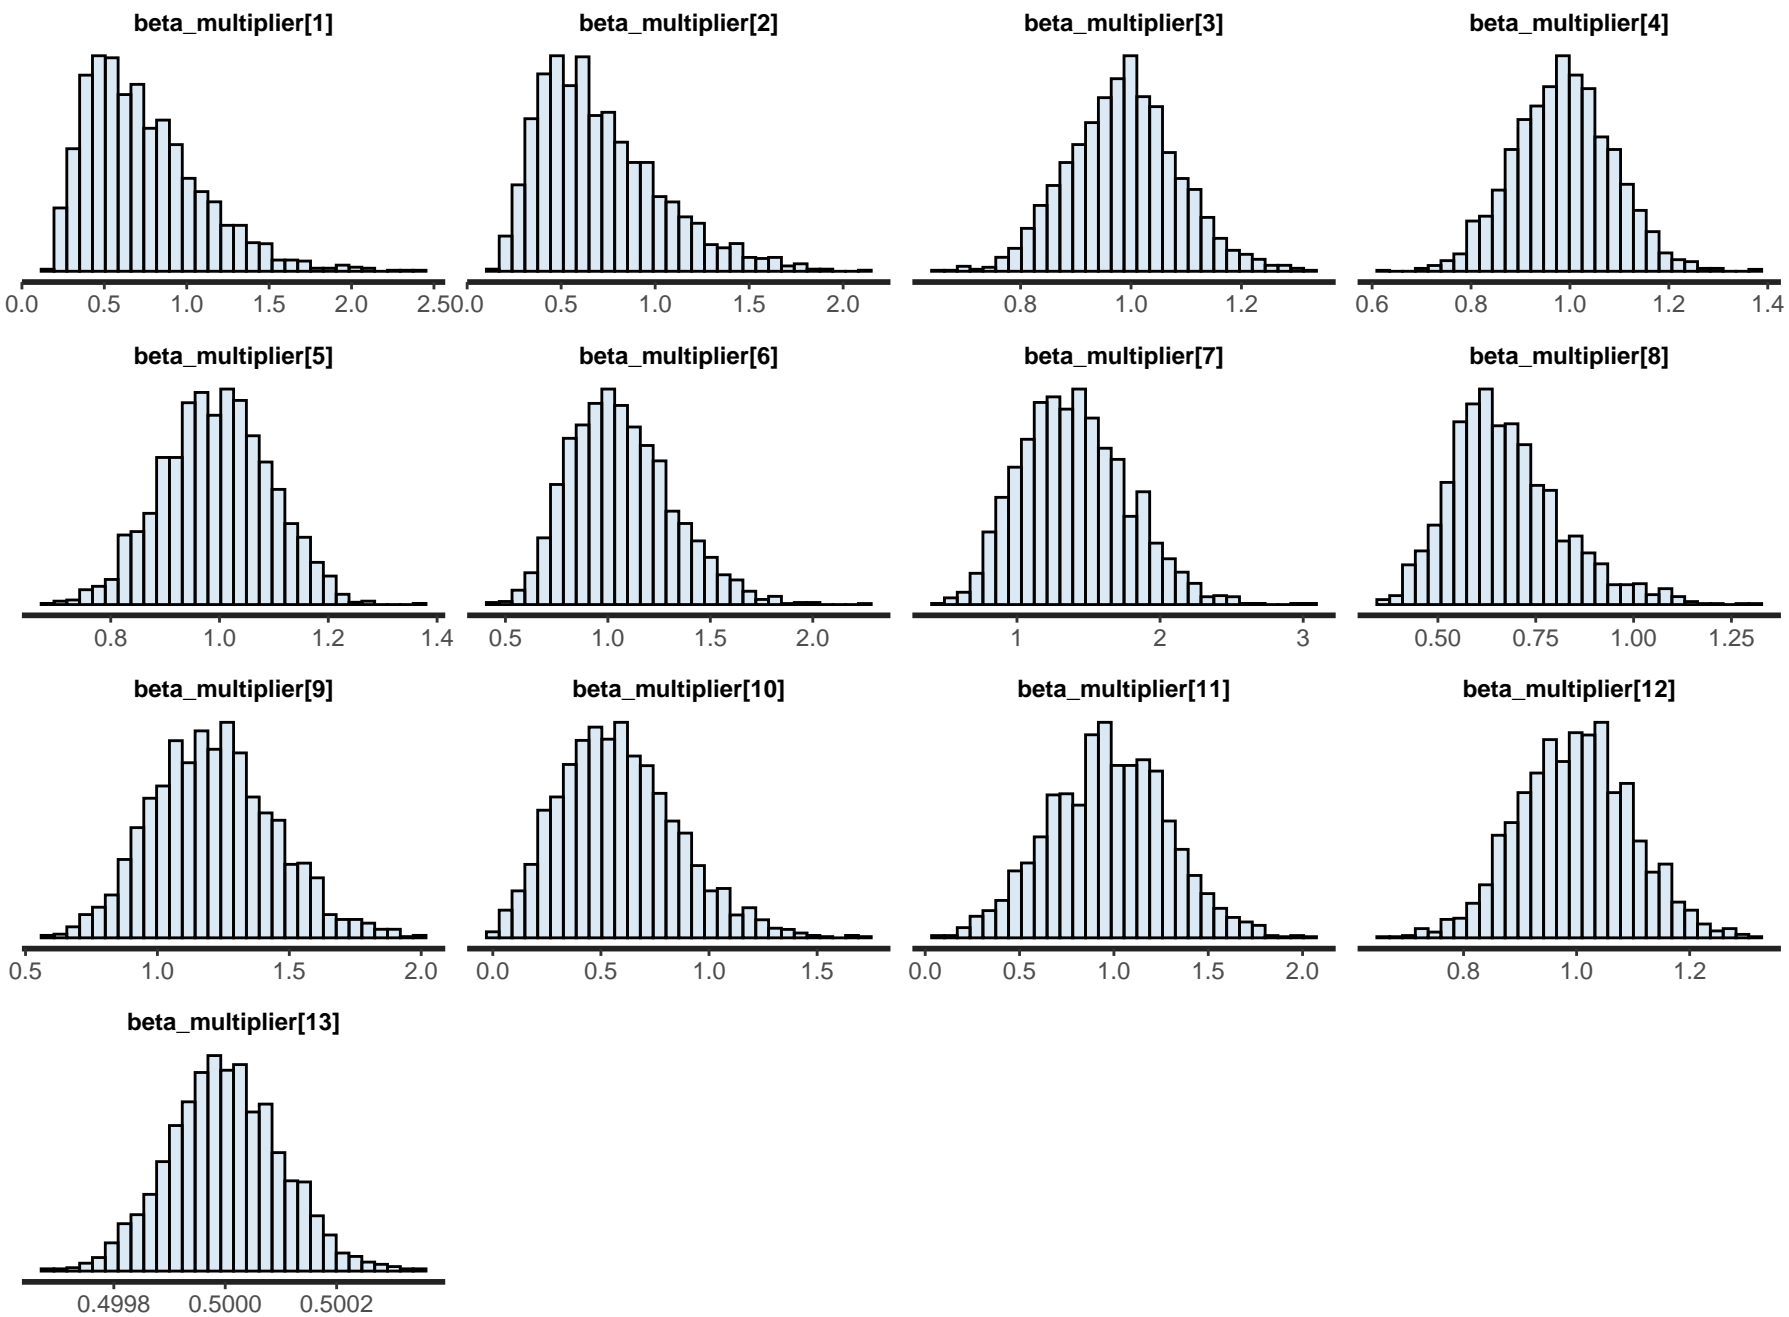 beta_multiplier[1] beta_multiplier[2] beta_multiplier[3] beta_multiplier[4]
0.0 0.5 1.0 1.5 2.0 2.5 0.0 0.5 1.0 1.5 2.0 0.8 1.0 1.2 0.6 0.8 1.0 1.2 1.4
beta_multiplier[5] beta_multiplier[6] beta_multiplier[7] beta_multiplier[8]
0.8 1.0 1.2 1.4 0.5 1.0 1.5 2.0 1 2 3 0.50 0.75 1.00 1.25
beta_multiplier[9] beta_multiplier[10] beta_multiplier[11] beta_multiplier[12]
0.5 1.0 1.5 2.0 0.0 0.5 1.0 1.5 0.0 0.5 1.0 1.5 2.0 0.8 1.0 1.2
beta_multiplier[13]
0.4998 0.5000 0.5002